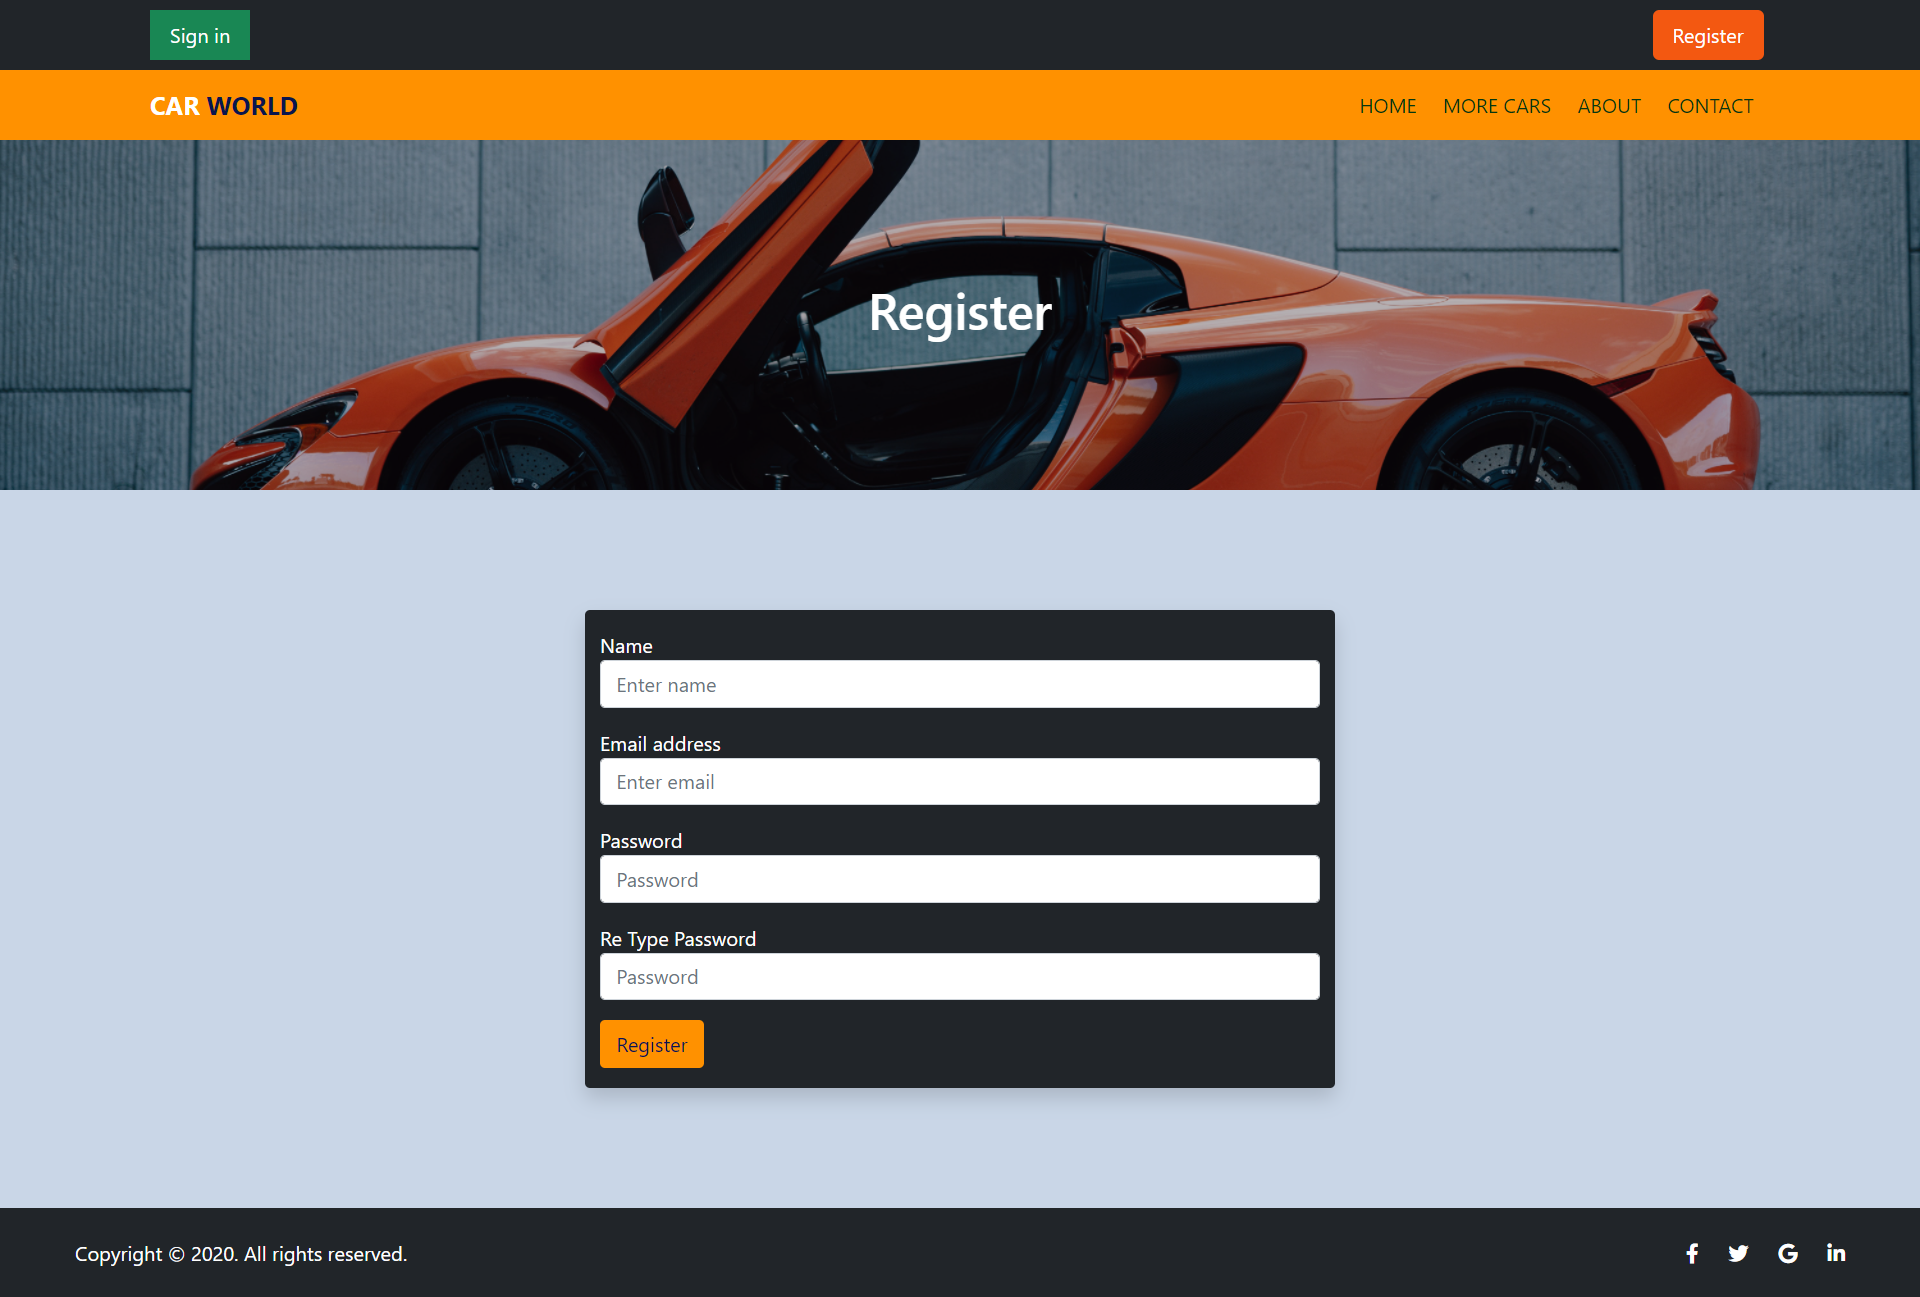 Sign in
Register
CAR WORLD
HOME MORE CARS ABOUT CONTACT
Register
Name
Enter name
Email address
Enter email
Password
Password
Re Type Password
Password
Register
Copyright © 2020. All rights reserved.